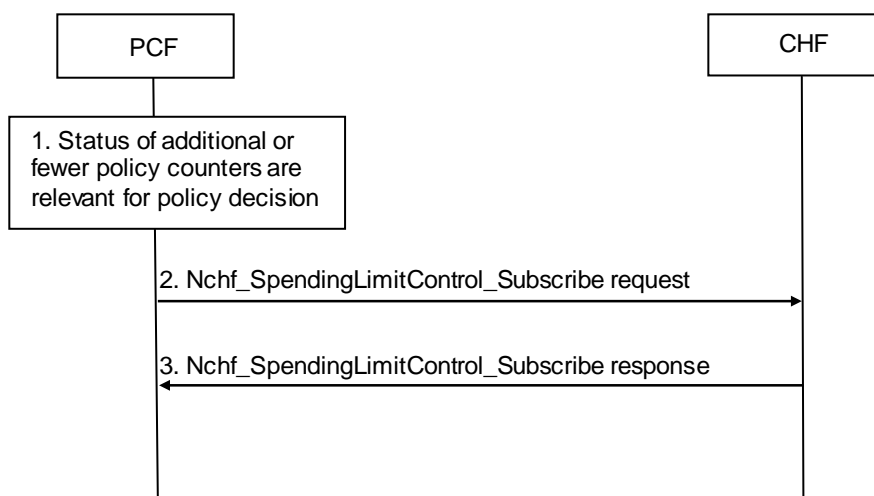 PCF
CHF
1. Status of additional or
fewer policy counters are
relevant for policy decision
2. Nchf_SpendingLimitControl_Subscribe request
3. Nchf_SpendingLimitControl_Subscribe response